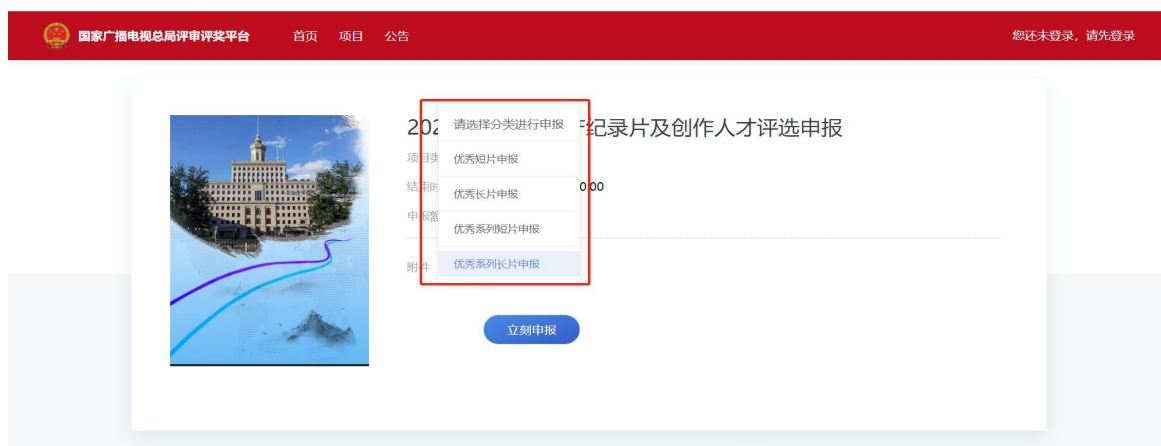 国家广播电视总局评审评奖平台 首页 项目 公告 您还未登录，请先登录
202 纪录片及创作人才评选申报
请选择分类进行申报
项目类
优秀短片申报
结束时 0:00
优秀长片申报
申报
优秀系列短片申报
附件
优秀系列长片申报
立刻申报